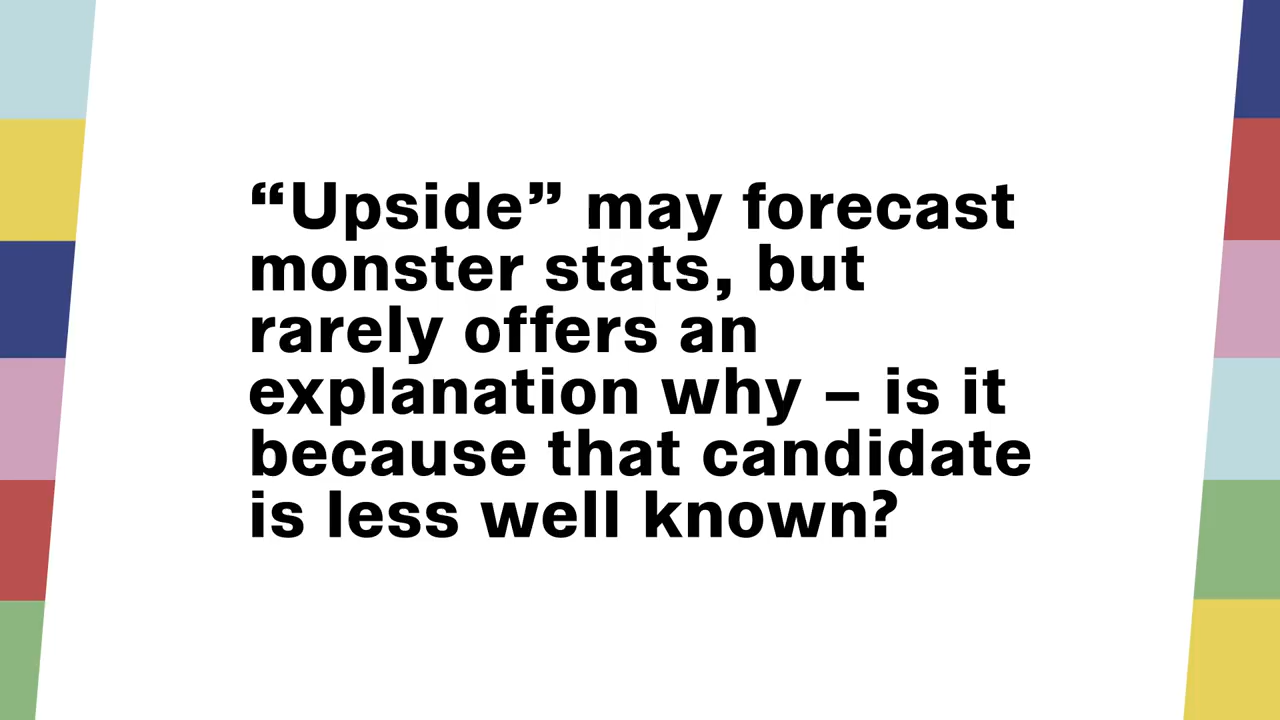 “Upside” may forecast
monster stats, but
rarely offers an
explanation why – is it
because that candidate
is less well known?